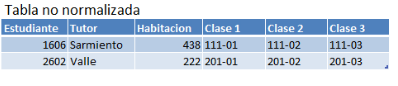 Tabla no normalizada
Estudiante Tutor Habitacion Clase 1 Clase 2 Clase 3
1606 Sarmiento 438 111-01 111-02 111-03
2602 Valle 222 201-01 201-02 201-03